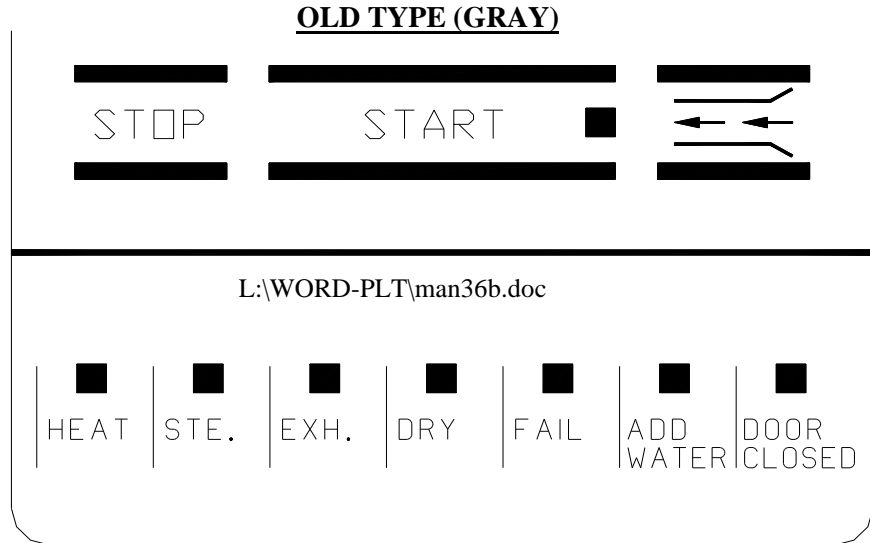 OLD TYPE (GRAY)
STOP START
L:\WORD-PLT\man36b.doc
HEAT STE. EXH. DRY FAIL ADD WATER DOOR CLOSED